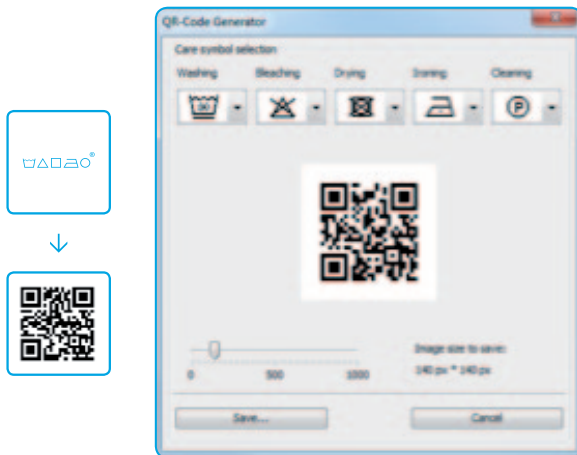 QR-Code Generator
Care symbol selection
Washing Bleaching Drying Ironing Cleaning
P
®
0 500 1000
Image size to save:
140 px * 140 px
Save... Cancel